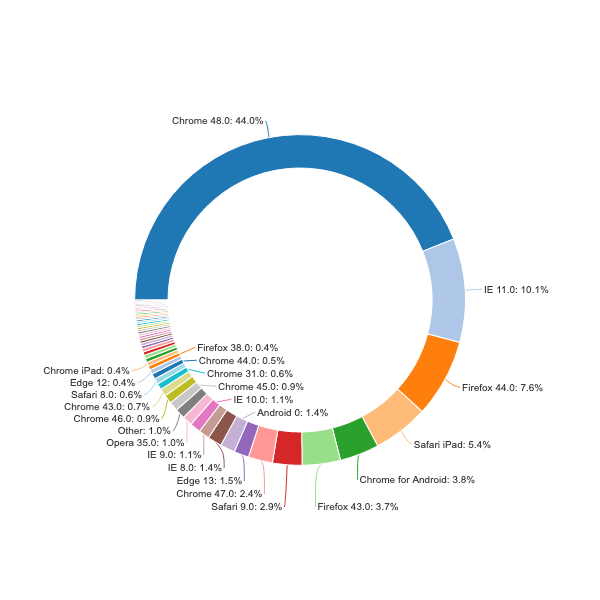 Chrome 48.0: 44.0%
IE 11.0: 10.1%
Firefox 44.0: 7.6%
Safari iPad: 5.4%
Chrome for Android: 3.8%
Firefox 43.0: 3.7%
Safari 9.0: 2.9%
Chrome 47.0: 2.4%
Edge 13: 1.5%
Android 0: 1.4%
IE 8.0: 1.4%
IE 10.0: 1.1%
IE 9.0: 1.1%
Opera 35.0: 1.0%
Other: 1.0%
Chrome 45.0: 0.9%
Chrome 46.0: 0.9%
Chrome 43.0: 0.7%
Chrome 31.0: 0.6%
Safari 8.0: 0.6%
Chrome 44.0: 0.5%
Edge 12: 0.4%
Firefox 38.0: 0.4%
Chrome iPad: 0.4%